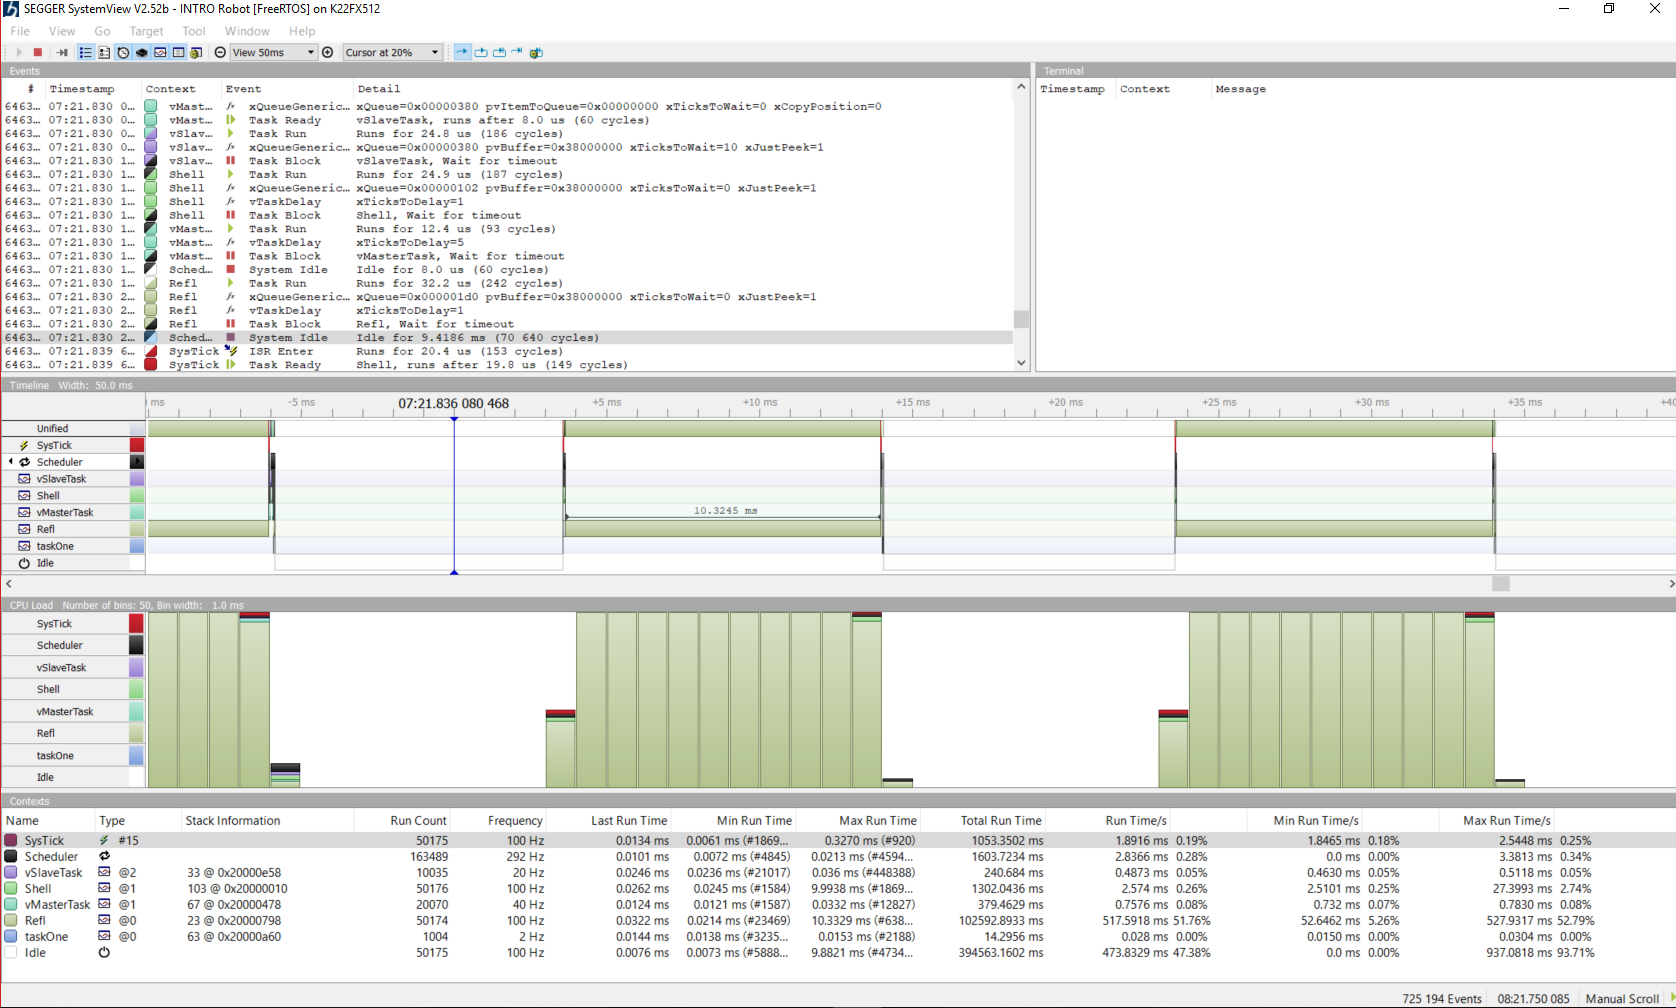 SEGGER SystemView V2.52b - INTRO Robot [FreeRTOS] on K22FX512
File View Go Target Tool Window Help
View 50ms Cursor at 20%
Events
# Timestamp Context Event Detail
6463... 07:21.830 0... vMast... fx xQueueGeneric... xQueue=0x00000380 pvItemToQueue=0x00000000 xTicksToWait=0 xCopyPosition=0
6463... 07:21.830 0... vMast... Task Ready vSlaveTask, runs after 8.0 us (60 cycles)
6463... 07:21.830 0... vSlav... Task Run Runs for 24.8 us (186 cycles)
6463... 07:21.830 0... vSlav... fx xQueueGeneric... xQueue=0x00000380 pvBuffer=0x38000000 xTicksToWait=10 xJustPeek=1
6463... 07:21.830 1... vSlav... Task Block vSlaveTask, Wait for timeout
6463... 07:21.830 1... Shell Task Run Runs for 24.9 us (187 cycles)
6463... 07:21.830 1... Shell fx xQueueGeneric... xQueue=0x00000102 pvBuffer=0x38000000 xTicksToWait=0 xJustPeek=1
6463... 07:21.830 1... Shell fx vTaskDelay xTicksToDelay=1
6463... 07:21.830 1... Shell Task Block Shell, Wait for timeout
6463... 07:21.830 1... vMast... Task Run Runs for 12.4 us (93 cycles)
6463... 07:21.830 1... vMast... fx vTaskDelay xTicksToDelay=5
6463... 07:21.830 1... vMast... Task Block vMasterTask, Wait for timeout
6463... 07:21.830 1... Sched... System Idle Idle for 8.0 us (60 cycles)
6463... 07:21.830 1... Refl Task Run Runs for 32.2 us (242 cycles)
6463... 07:21.830 2... Refl fx xQueueGeneric... xQueue=0x000001d0 pvBuffer=0x38000000 xTicksToWait=0 xJustPeek=1
6463... 07:21.830 2... Refl fx vTaskDelay xTicksToDelay=1
6463... 07:21.830 2... Refl Task Block Refl, Wait for timeout
6463... 07:21.830 2... Sched... System Idle Idle for 9.4186 ms (70 640 cycles)
6463... 07:21.839 6... SysTick ISR Enter Runs for 20.4 us (153 cycles)
6463... 07:21.839 6... SysTick Task Ready Shell, runs after 19.8 us (149 cycles)
Terminal
Timestamp Context Message
Timeline Width: 50.0 ms
ms -5 ms 07:21.836 080 468 +5 ms +10 ms +15 ms +20 ms +25 ms +30 ms +35 ms +40
Unified
SysTick
Scheduler
vSlaveTask
Shell
vMasterTask 10.3245 ms
Refl
taskOne
Idle
CPU Load Number of bins: 50, Bin width: 1.0 ms
SysTick
Scheduler
vSlaveTask
Shell
vMasterTask
Refl
taskOne
Idle
Contexts
Name Type Stack Information Run Count Frequency Last Run Time Min Run Time Max Run Time Total Run Time Run Time/s Min Run Time/s Max Run Time/s
SysTick #15 50175 100 Hz 0.0134 ms 0.0061 ms (#1869... 0.3270 ms (#920) 1053.3502 ms 1.8916 ms 0.19% 1.8465 ms 0.18% 2.5448 ms 0.25%
Scheduler 163489 292 Hz 0.0101 ms 0.0072 ms (#4845) 0.0213 ms (#4594... 1603.7234 ms 2.8366 ms 0.28% 0.0 ms 0.00% 3.3813 ms 0.34%
vSlaveTask @2 33 @ 0x20000e58 10035 20 Hz 0.0246 ms 0.0236 ms (#21017) 0.036 ms (#448388) 240.684 ms 0.4873 ms 0.05% 0.4630 ms 0.05% 0.5118 ms 0.05%
Shell @1 103 @ 0x20000010 50176 100 Hz 0.0262 ms 0.0245 ms (#1584) 9.9938 ms (#1869... 1302.0436 ms 2.574 ms 0.26% 2.5101 ms 0.25% 27.3993 ms 2.74%
vMasterTask @1 67 @ 0x20000478 20070 40 Hz 0.0124 ms 0.0121 ms (#1587) 0.0332 ms (#12827) 379.4629 ms 0.7576 ms 0.08% 0.732 ms 0.07% 0.7830 ms 0.08%
Refl @0 23 @ 0x20000798 50174 100 Hz 0.0322 ms 0.0214 ms (#23469) 10.3329 ms (#638... 102592.8933 ms 517.5918 ms 51.76% 52.6462 ms 5.26% 527.9317 ms 52.79%
taskOne @0 63 @ 0x20000a60 1004 2 Hz 0.0144 ms 0.0138 ms (#3235... 0.0153 ms (#2188) 14.2956 ms 0.028 ms 0.00% 0.0150 ms 0.00% 0.0304 ms 0.00%
Idle 50175 100 Hz 0.0076 ms 0.0073 ms (#5888... 9.8821 ms (#4734... 394563.1602 ms 473.8329 ms 47.38% 0.0 ms 0.00% 937.0818 ms 93.71%
725 194 Events 08:21.750 085 Manual Scroll